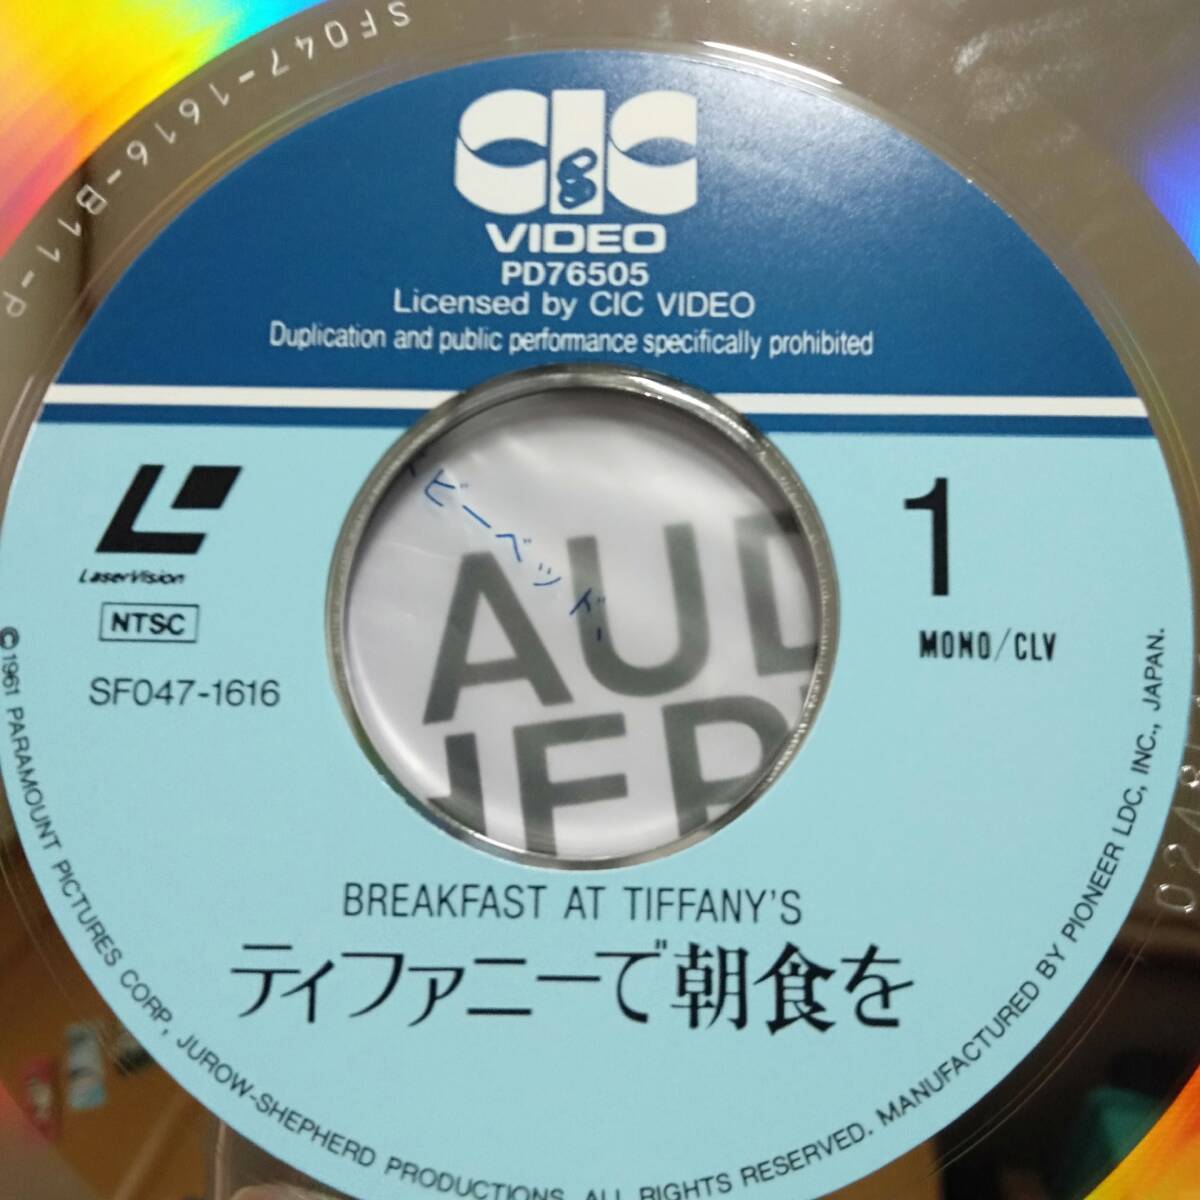 SF047-1616-B11-P
CIC
VIDEO
PD76505
Licensed by CIC VIDEO
Duplication and public performance specifically prohibited
LaserVision
NTSC
SF047-1616
1
MONO/CLV
ビーベッド
AUD
HEP
BREAKFAST AT TIFFANY'S
ティファニーで朝食を
©1961 PARAMOUNT PICTURES CORP, JUROW-SHEPHERD PRODUCTIONS. ALL RIGHTS RESERVED. MANUFACTURED BY PIONEER LDC, INC., JAPAN.